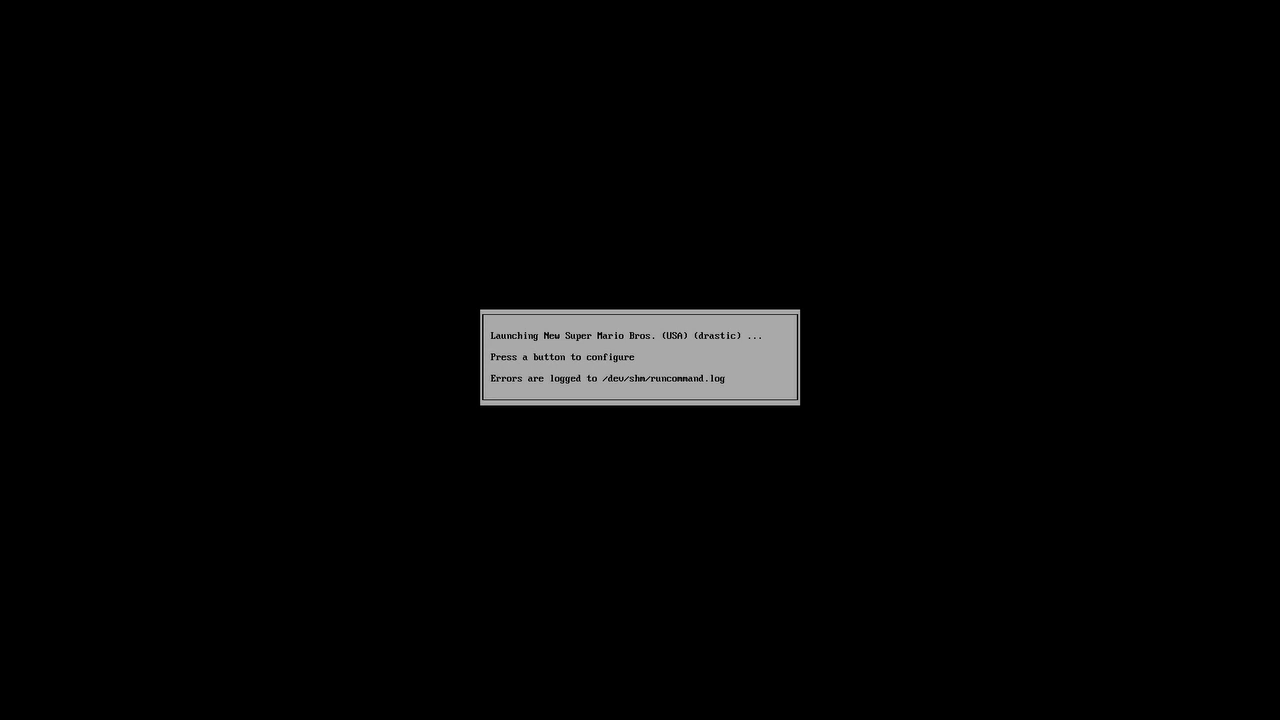 Launching New Super Mario Bros. (USA) (drastic) ...
Press a button to configure
Errors are logged to /dev/shm/runcommand.log